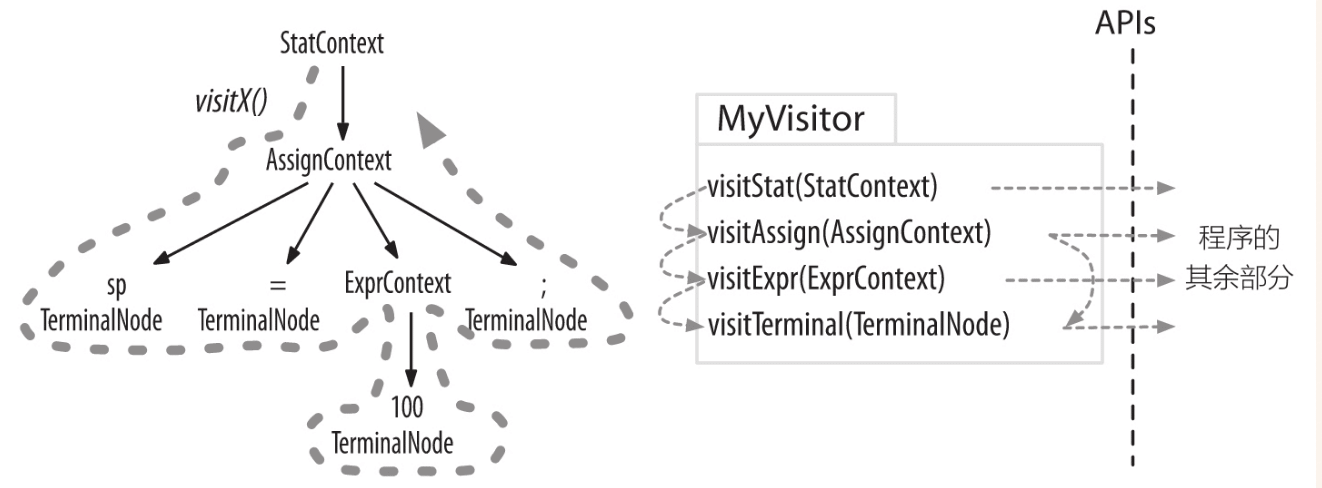 StatContext
visitX()
AssignContext
sp = ExprContext ;
TerminalNode TerminalNode TerminalNode
100
TerminalNode
APIs
MyVisitor
visitStat(StatContext)
visitAssign(AssignContext)
visitExpr(ExprContext)
visitTerminal(TerminalNode)
程序的
其余部分